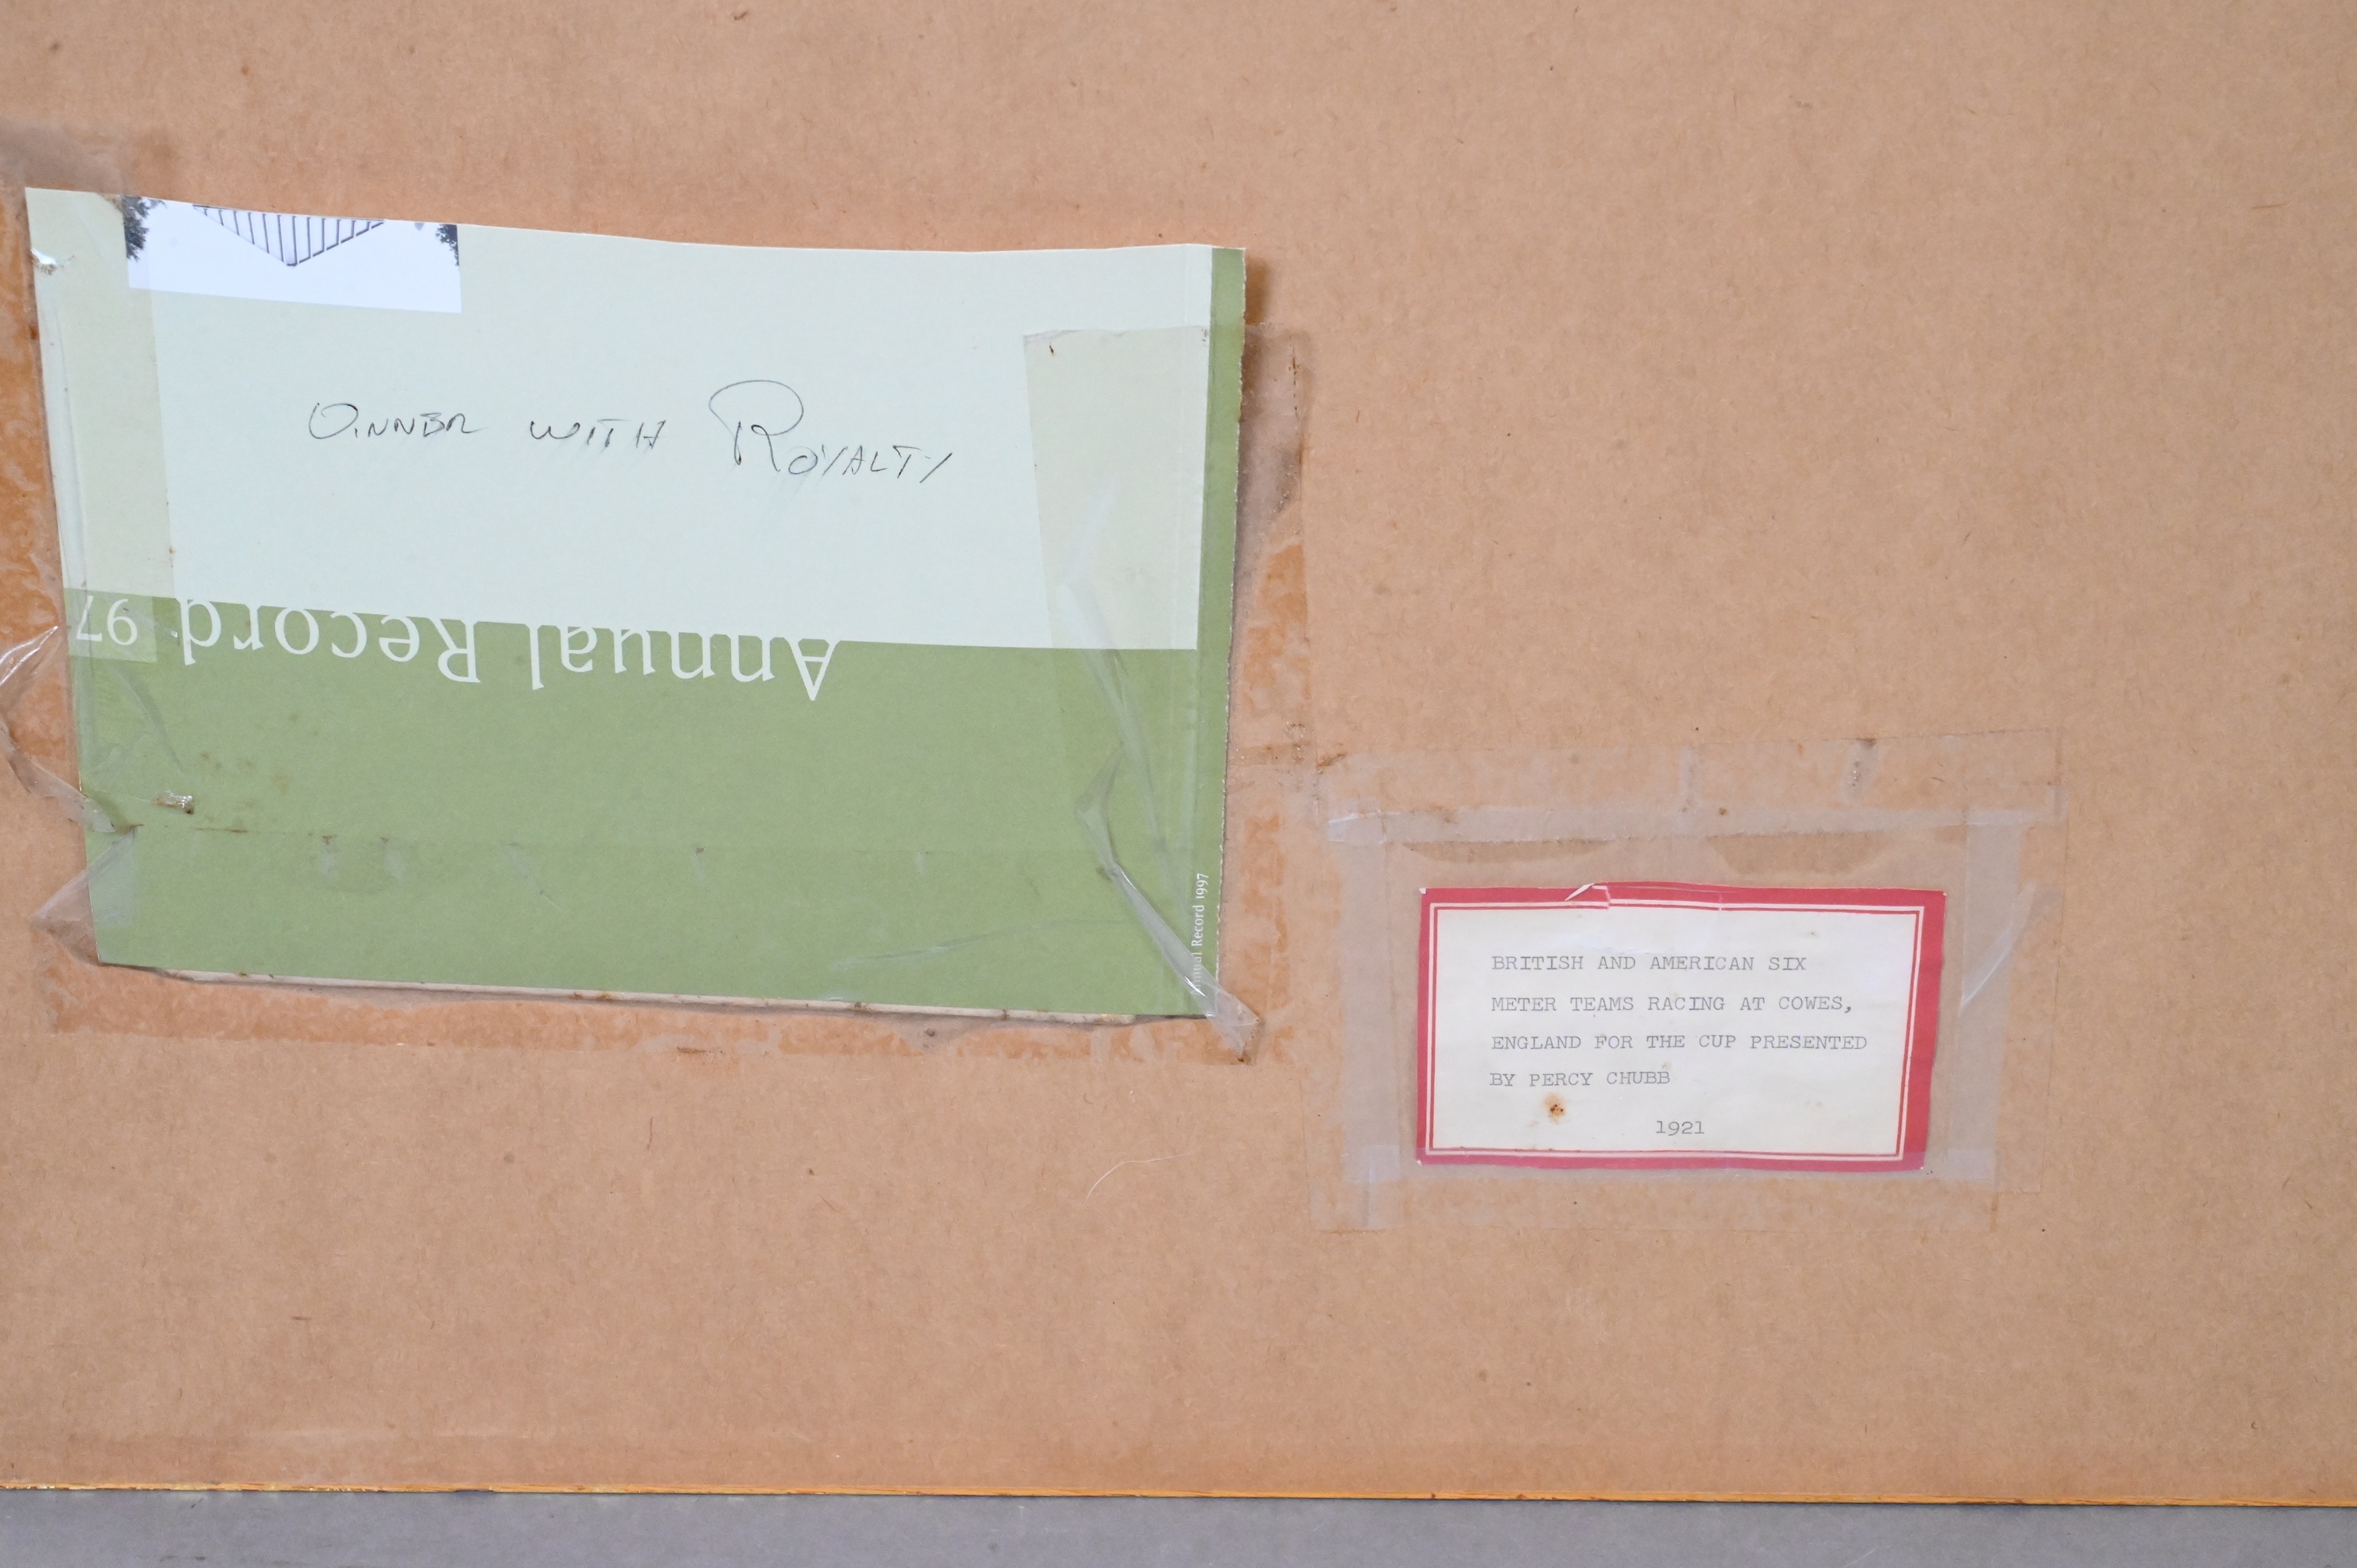 DINNER WITH ROYALTY
Annual Record 97
Annual Record 1997
BRITISH AND AMERICAN SIX
METER TEAMS RACING AT COWES,
ENGLAND FOR THE CUP PRESENTED
BY PERCY CHUBB
1921